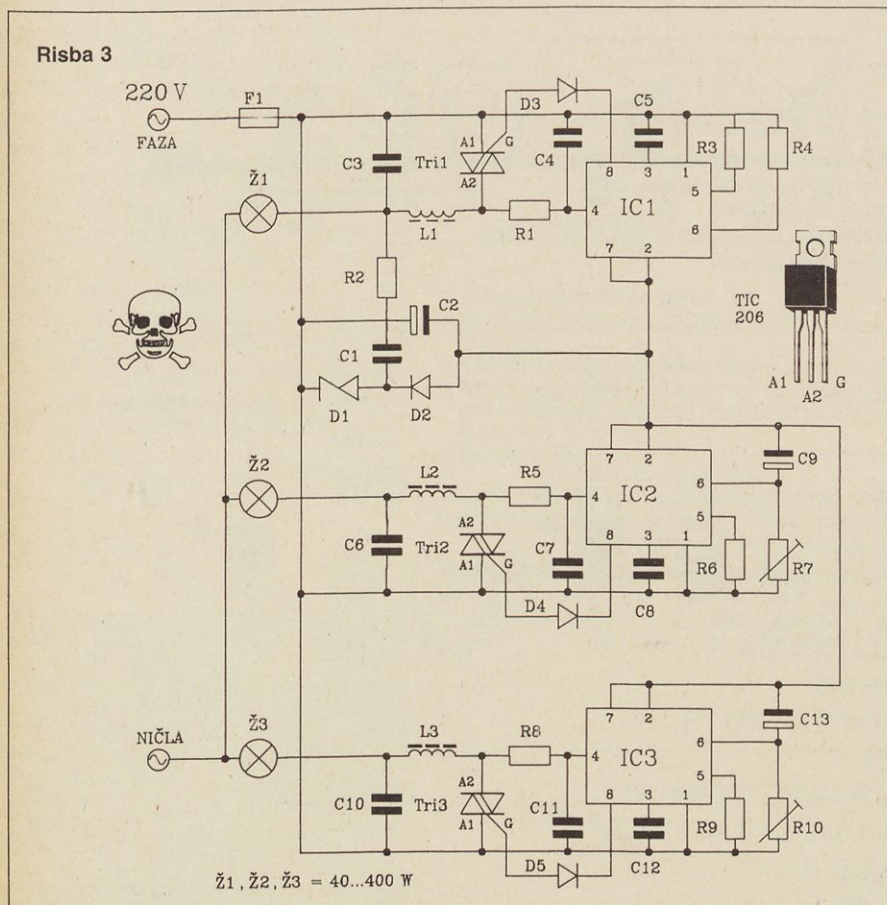 Risba 3
220 V
F1
FAZA
D3
C5
C3
Tri1
A1
G
A2
C4
8
3
1
R3
R4
5
4
IC1
6
7
2
Ž1
L1
R1
R2
C2
C1
D1
D2
TIC
206
A1
G
A2
Ž2
L2
R5
7
2
C9
6
4
IC2
5
C6
Tri2
A2
A1
G
C7
8
3
1
R6
R7
D4
C8
NIČLA
Ž3
L3
R8
7
2
C13
6
4
IC3
5
C10
Tri3
A2
A1
G
C11
8
3
1
R9
R10
D5
C12
Ž1, Ž2, Ž3 = 40...400 W